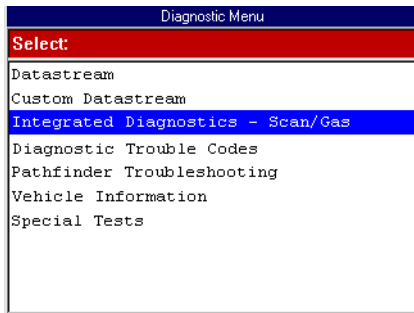 Diagnostic Menu
Select:
Datastream
Custom Datastream
Integrated Diagnostics - Scan/Gas
Diagnostic Trouble Codes
Pathfinder Troubleshooting
Vehicle Information
Special Tests